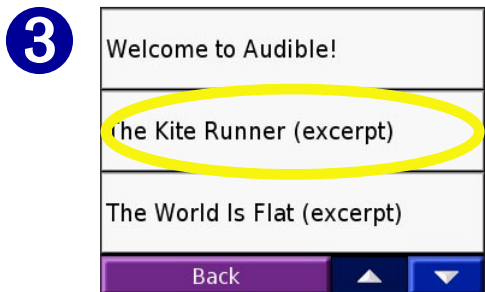 3
Welcome to Audible!
The Kite Runner (excerpt)
The World Is Flat (excerpt)
Back